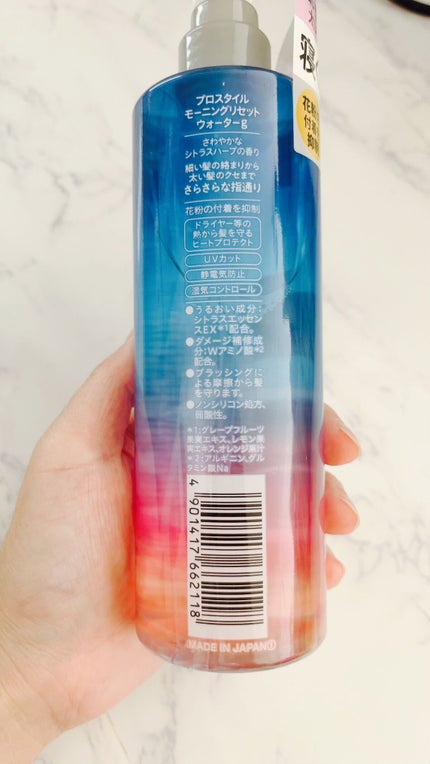 プロスタイル
モーニングリセット
ウォーターg
さわやかな
シトラスハーブの香り
細い髪の絡まりから
太い髪のクセまで
さらさらな指通り
花粉の付着を抑制
ドライヤー等の
熱から髪を守る
ヒートプロテクト
UVカット
静電気防止
湿気コントロール
●うるおい成分:
シトラスエッセン
スEX*1配合。
●ダメージ補修成
分:Wアミノ酸*2
配合。
●ブラッシングに
よる摩擦から髪
を守ります。
●ノンシリコン処方、
弱酸性。
*1:グレープフルーツ
果実エキス、レモン果
実エキス、オレンジ果汁
*2:アルギニン、グル
タミン酸Na
4901417662118
MADE IN JAPAN①
寝
花粉
付着
抑制